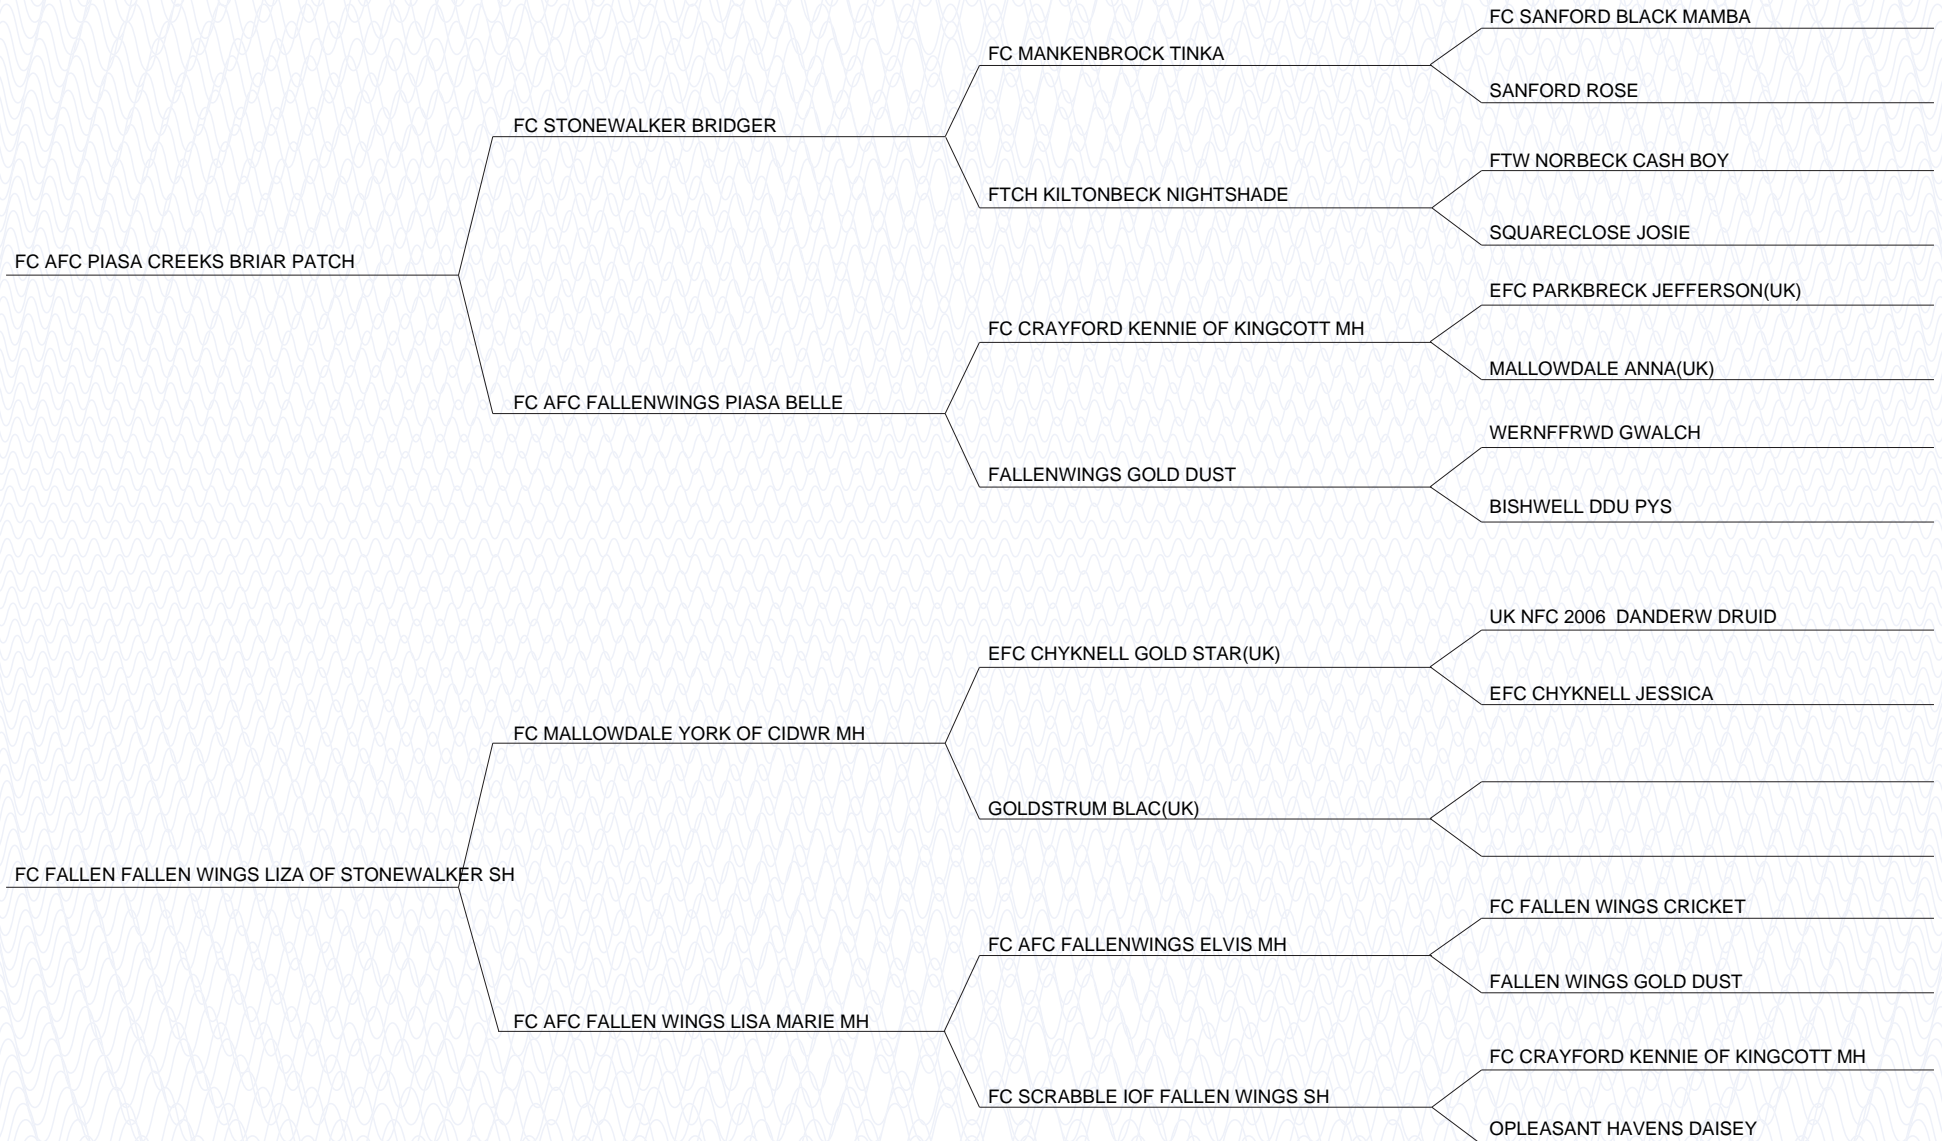 FC SANFORD BLACK MAMBA
FC MANKENBROCK TINKA
SANFORD ROSE
FC STONEWALKER BRIDGER
FTW NORBECK CASH BOY
FTCH KILTONBECK NIGHTSHADE
SQUARECLOSE JOSIE
FC AFC PIASA CREEKS BRIAR PATCH
EFC PARKBRECK JEFFERSON(UK)
FC CRAYFORD KENNIE OF KINGCOTT MH
MALLOWDALE ANNA(UK)
FC AFC FALLENWINGS PIASA BELLE
WERNFFRWD GWALCH
FALLENWINGS GOLD DUST
BISHWELL DDU PYS
UK NFC 2006  DANDERW DRUID
EFC CHYKNELL GOLD STAR(UK)
EFC CHYKNELL JESSICA
FC MALLOWDALE YORK OF CIDWR MH
GOLDSTRUM BLAC(UK)
FC FALLEN FALLEN WINGS LIZA OF STONEWALKER SH
FC FALLEN WINGS CRICKET
FC AFC FALLENWINGS ELVIS MH
FALLEN WINGS GOLD DUST
FC AFC FALLEN WINGS LISA MARIE MH
FC CRAYFORD KENNIE OF KINGCOTT MH
FC SCRABBLE IOF FALLEN WINGS SH
OPLEASANT HAVENS DAISEY